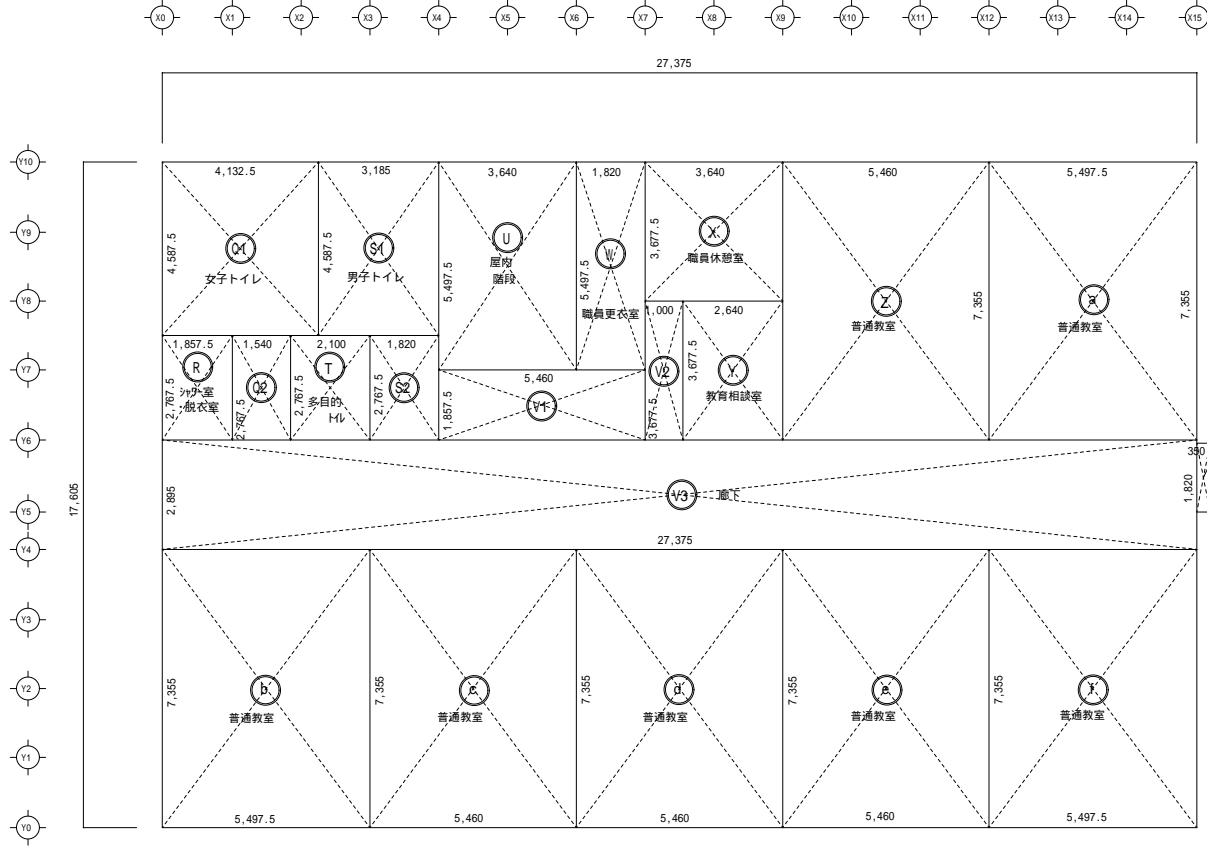 X0 X1 X2 X3 X4 X5 X6 X7 X8 X9 X10 X11 X12 X13 X14 X15
27,375
Y10
4,132.5 3,185 3,640 1,820 3,640 5,460 5,497.5
Y9
Q1 S1 U W X
4,587.5 4,587.5 5,497.5 5,497.5 3,677.5
女子トイレ 男子トイレ 屋内
階段
職員更衣室 職員休憩室
Y8
Z a
普通教室 普通教室
7,355 7,355
1,857.5 1,540 2,100 1,820 1,000 2,640
Y7
R Q2 T S2 5,460 V1 V2 Y
シャワー室
脱衣室
多目的
トイレ
教育相談室
2,767.5 2,767.5 2,767.5 2,767.5 1,857.5 3,677.5 3,677.5
Y6
350
1,820
17,605
2,895
V3 廊下
Y5
Y4
27,375
Y3
Y2
7,355 7,355 7,355 7,355 7,355
b c d e f
普通教室 普通教室 普通教室 普通教室 普通教室
Y1
5,497.5 5,460 5,460 5,460 5,497.5
Y0